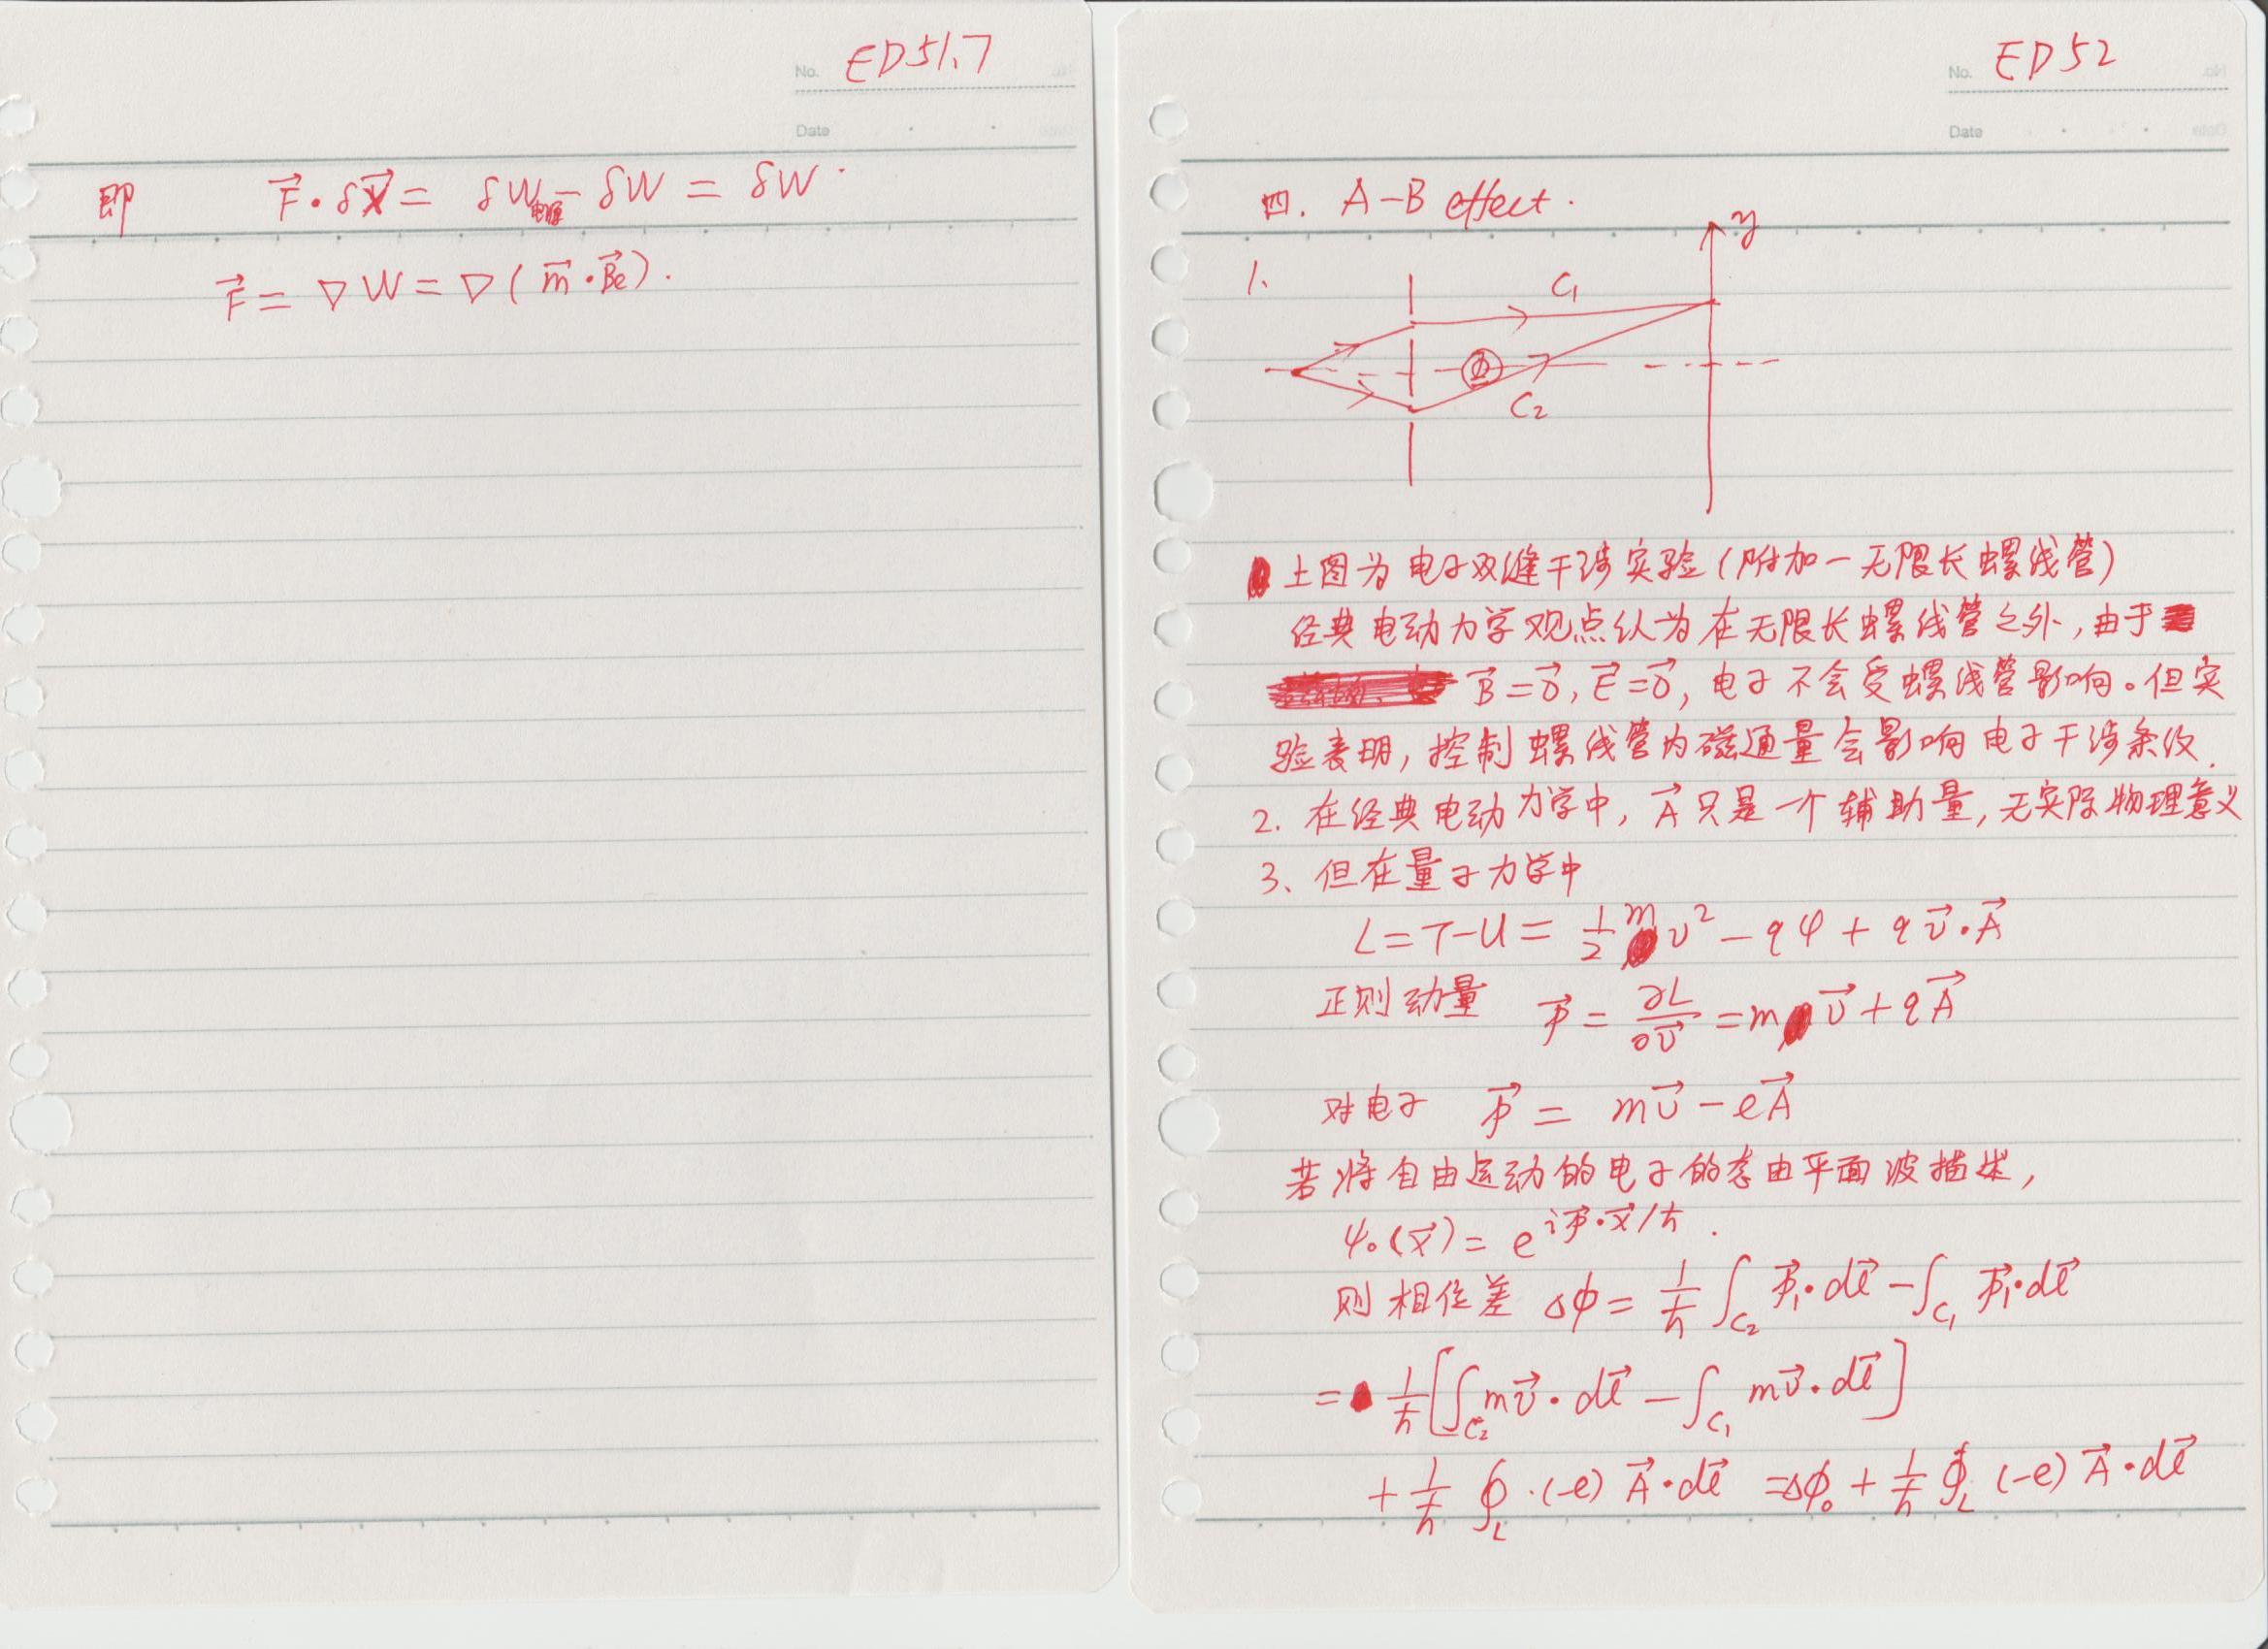 No. ED51.7
Date
即 $\vec{F}\cdot\delta\vec{x} = \delta W_{电源} - \delta W = \delta W.$
$\vec{F} = \nabla W = \nabla(\vec{m}\cdot\vec{B}_e).$
No. ED52
Date
四. A-B effect.
1.
y
C₁
Φ
C₂
上图为电子双缝干涉实验(附加一无限长螺线管)
经典电动力学观点认为在无限长螺线管之外,由于
$\vec{B}=\vec{0}, \vec{E}=\vec{0}$, 电子不会受螺线管影响。但实
验表明,控制螺线管内磁通量会影响电子干涉条纹.
2. 在经典电动力学中, $\vec{A}$只是一个辅助量,无实际物理意义
3、但在量子力学中
$L = T-U = \frac{1}{2}mv^2 - q\varphi + q\vec{v}\cdot\vec{A}$
正则动量 $\vec{p} = \frac{\partial L}{\partial \vec{v}} = m\vec{v} + q\vec{A}$
对电子 $\vec{p} = m\vec{v} - e\vec{A}$
若将自由运动的电子的态由平面波描述,
$\psi_0(\vec{x}) = e^{i\vec{p}\cdot\vec{x}/\hbar}.$
则相位差 $\Delta\phi = \frac{1}{\hbar}\int_{C_2}\vec{p}_1\cdot d\vec{l} - \int_{C_1}\vec{p}_1\cdot d\vec{l}$
$= \frac{1}{\hbar}[\int_{C_2} m\vec{v}\cdot d\vec{l} - \int_{C_1} m\vec{v}\cdot d\vec{l}]$
$+ \frac{1}{\hbar}\oint_L \cdot(-e)\vec{A}\cdot d\vec{l} = \Delta\phi_0 + \frac{1}{\hbar}\oint_L(-e)\vec{A}\cdot d\vec{l}$